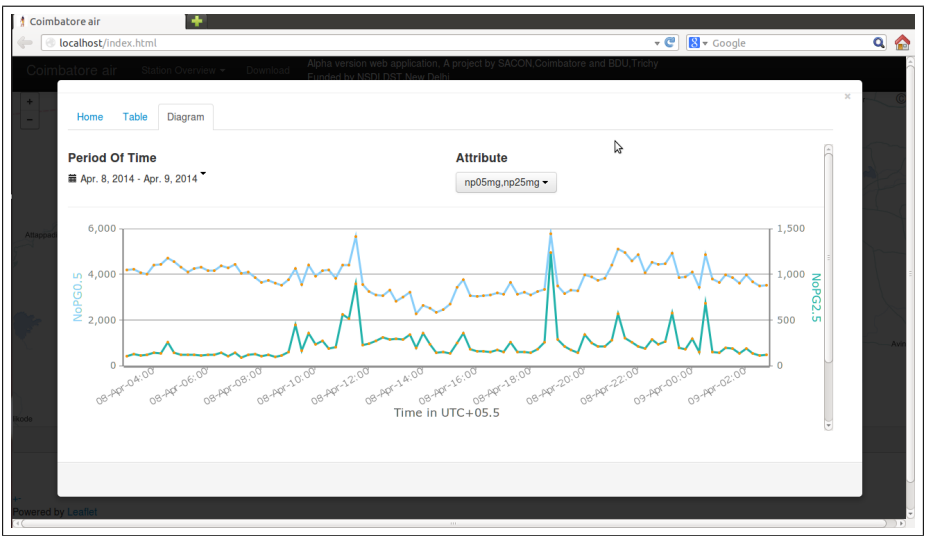 Coimbatore air
localhost/index.html
Google
Coimbatore air Station Overview Download Alpha version web application, A project by SACON,Coimbatore and BDU,Trichy
Funded by NSDI DST New Delhi
+
×
-
Home Table Diagram
Period Of Time Attribute
Apr. 8, 2014 - Apr. 9, 2014
np05mg,np25mg
6,000 1,500
4,000 1,000
NoPG0.5 NoPG2.5
2,000 500
0 0
08-Apr-04:00 08-Apr-06:00 08-Apr-08:00 08-Apr-10:00 08-Apr-12:00 08-Apr-14:00 08-Apr-16:00 08-Apr-18:00 08-Apr-20:00 08-Apr-22:00 09-Apr-00:00 09-Apr-02:00
Time in UTC+05.5
Powered by Leaflet